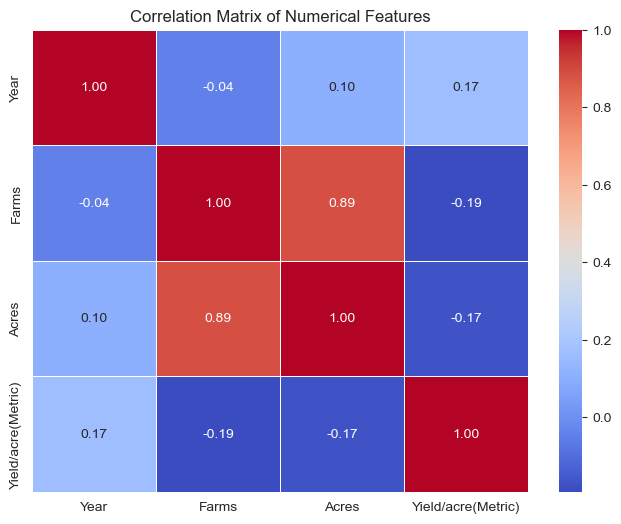 Correlation Matrix of Numerical Features
Year
1.00
-0.04
0.10
0.17
Farms
-0.04
1.00
0.89
-0.19
Acres
0.10
0.89
1.00
-0.17
Yield/acre(Metric)
0.17
-0.19
-0.17
1.00
Year
Farms
Acres
Yield/acre(Metric)
1.0
0.8
0.6
0.4
0.2
0.0